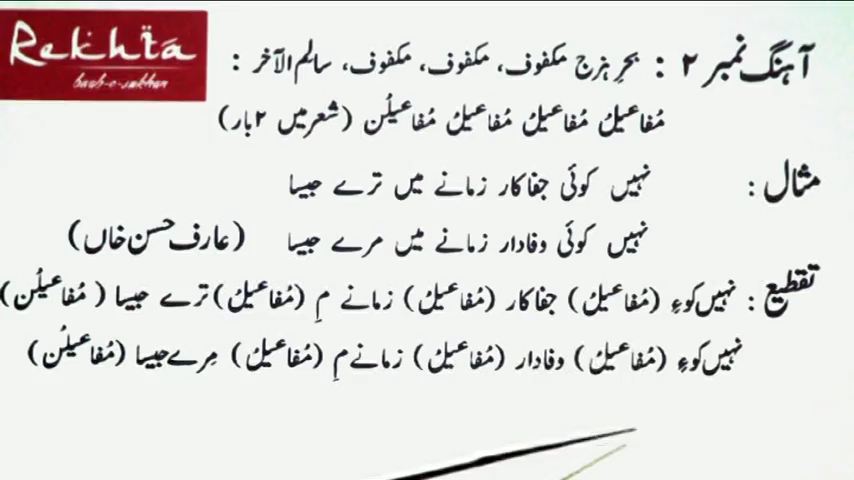 Rekhta
baab-e-sukhan
آہنگ نمبر ۲ : بحرِ ہزج مکفوف، مکفوف، مکفوف، سالم الآخر :
مُفاعیلُ مُفاعیلُ مُفاعیلُ مُفاعیلُن (شعر میں ۲ بار)
مثال : نہیں کوئی جفاکار زمانے میں ترے جیسا
نہیں کوئی وفادار زمانے میں مرے جیسا (عارف حسن خاں)
تقطیع : نہیں کوءِ (مُفاعیلُ) جفاکار (مُفاعیلُ) زمانے مِ (مُفاعیلُ) ترے جیسا (مُفاعیلُن)
نہیں کوءِ (مُفاعیلُ) وفادار (مُفاعیلُ) زمانے مِ (مُفاعیلُ) مِرے جیسا (مُفاعیلُن)